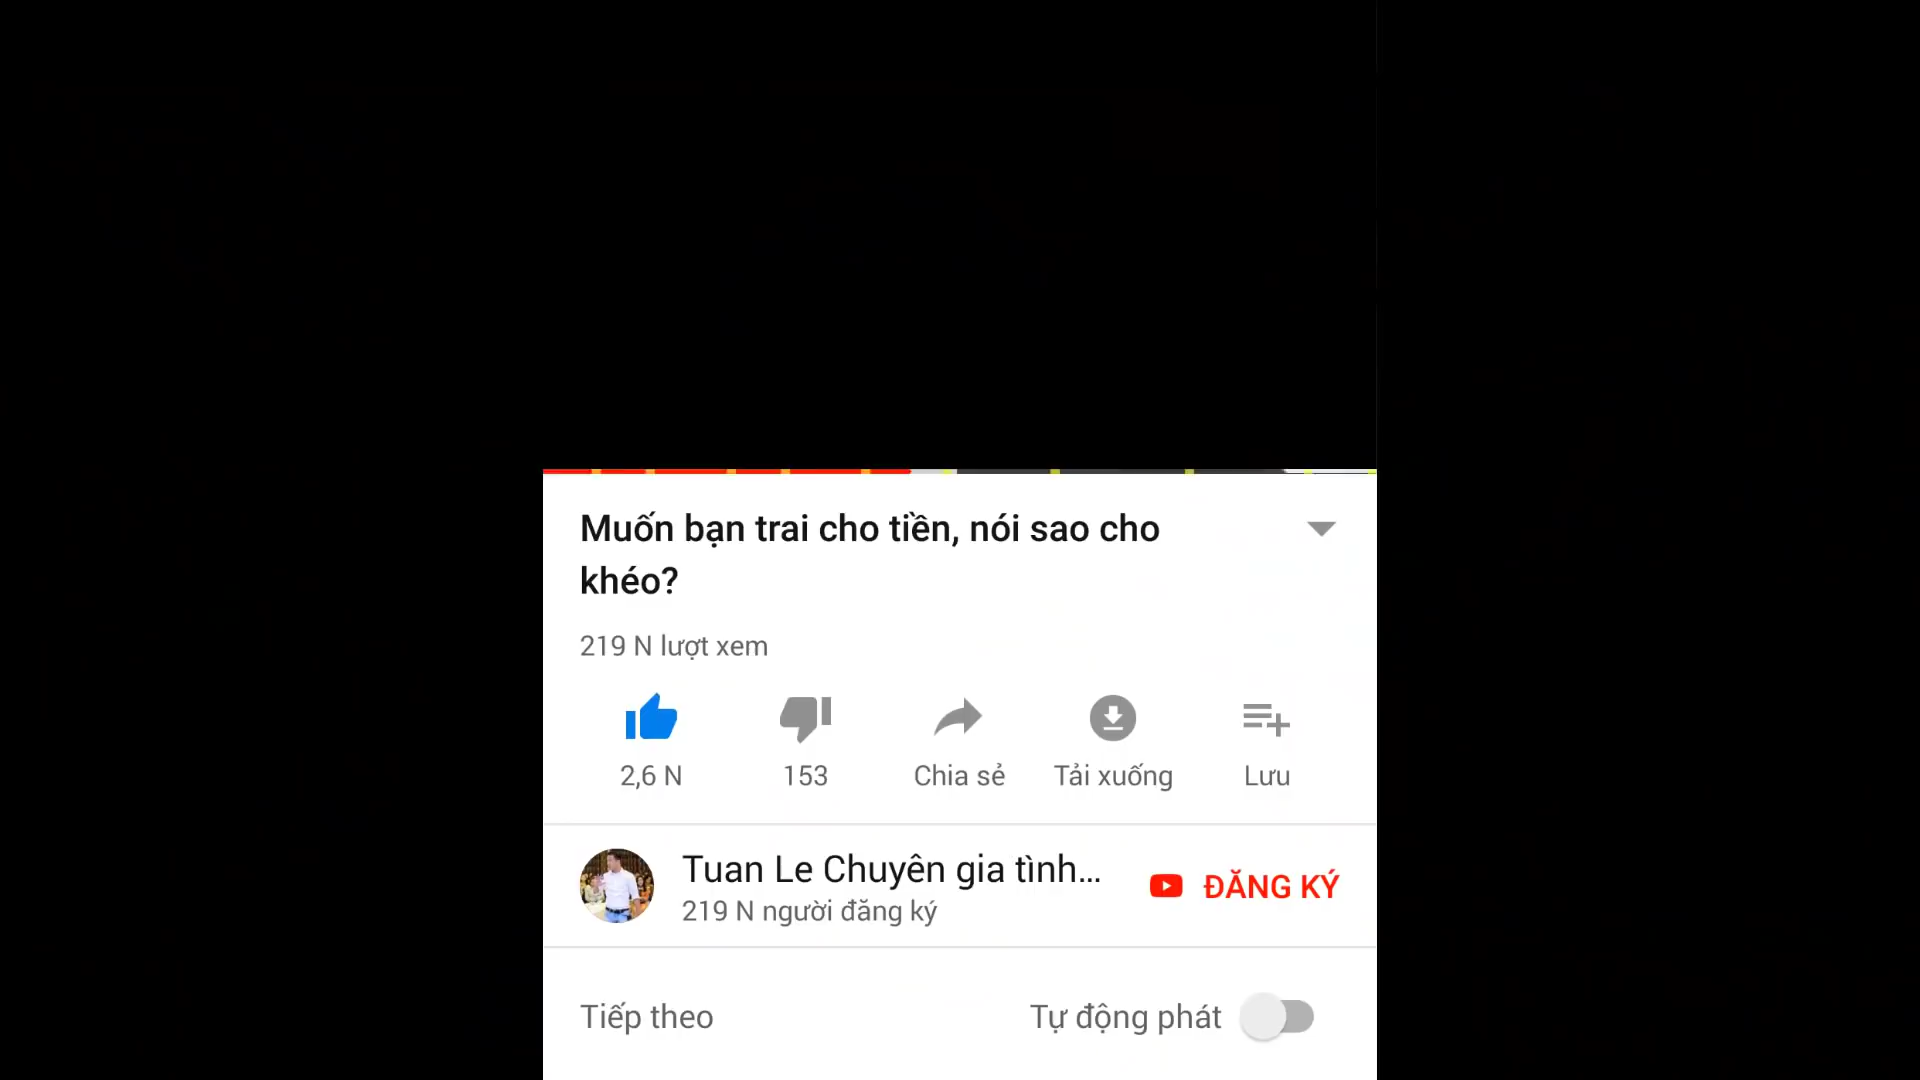 Muốn bạn trai cho tiền, nói sao cho
khéo?
219 N lượt xem
2,6 N 153 Chia sẻ Tải xuống Lưu
Tuan Le Chuyên gia tình...
219 N người đăng ký
ĐĂNG KÝ
Tiếp theo Tự động phát